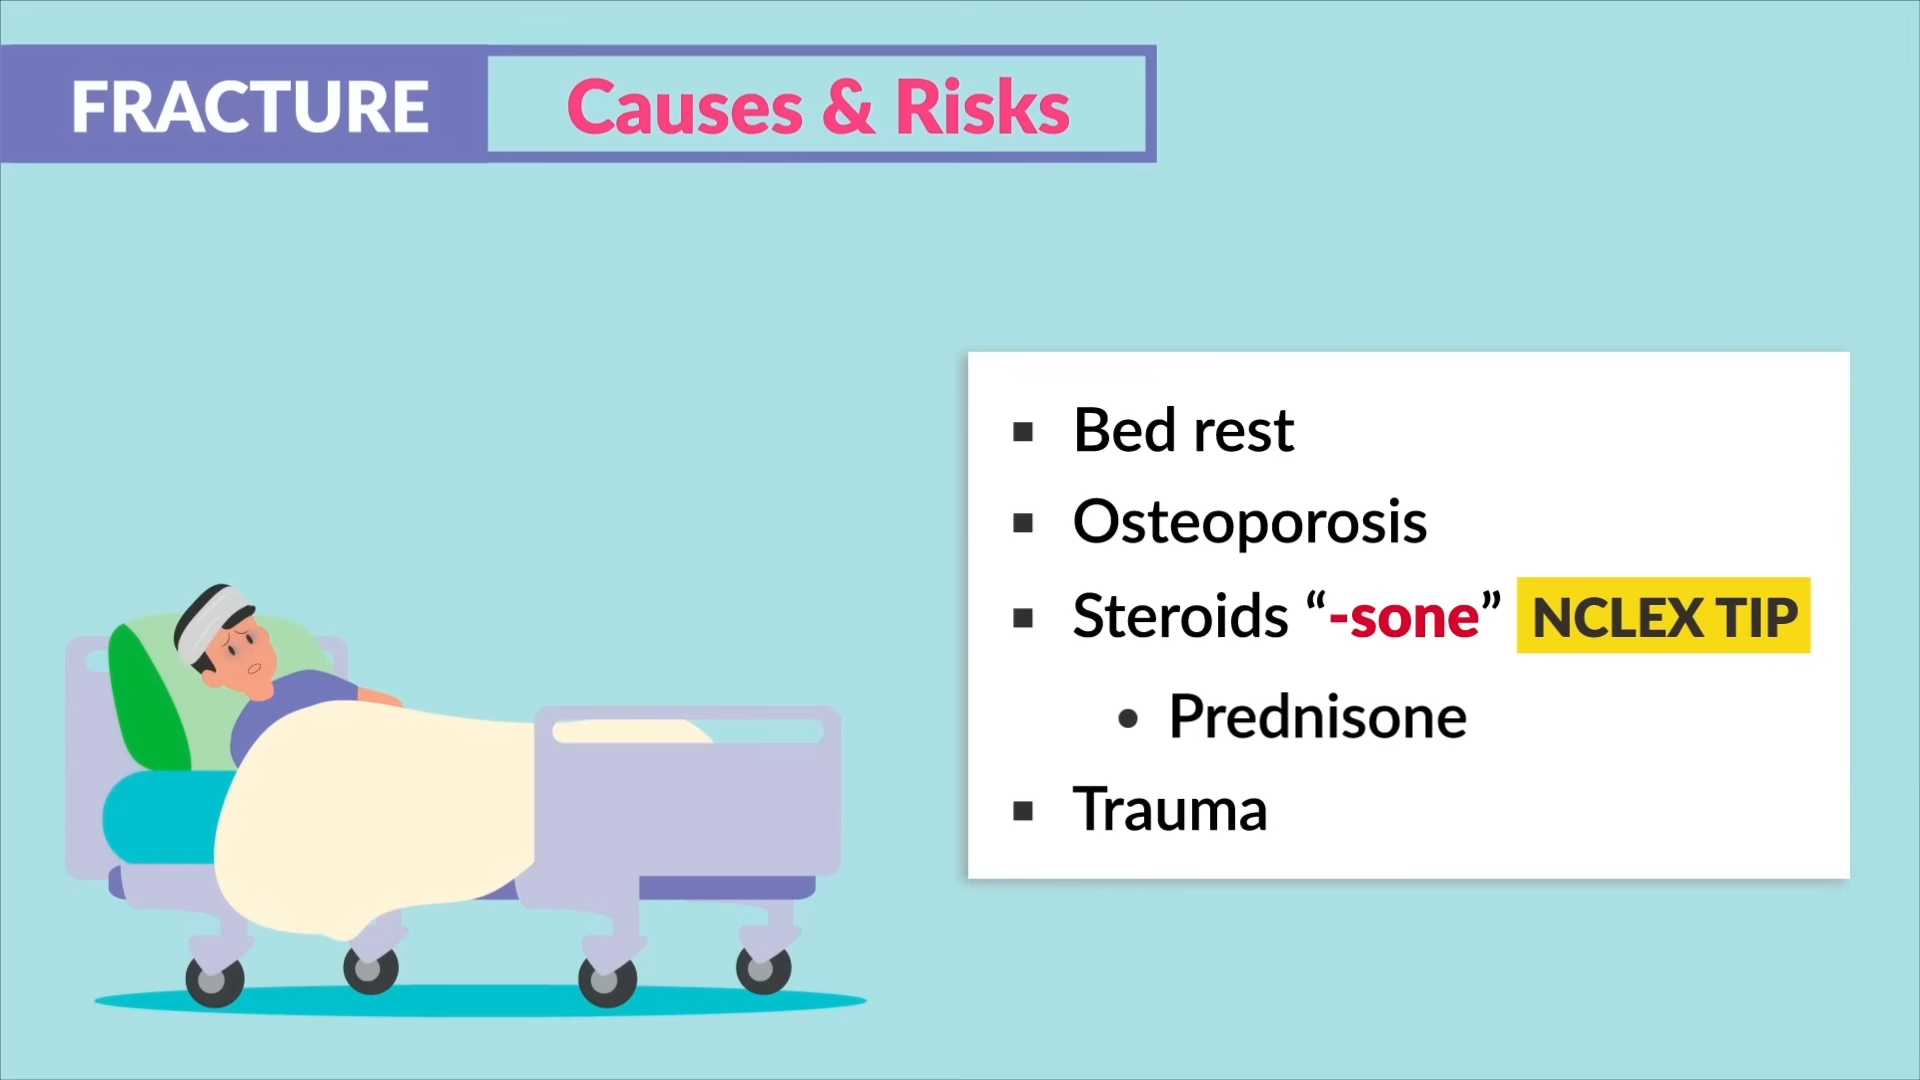 FRACTURE Causes & Risks
▪ Bed rest
▪ Osteoporosis
▪ Steroids “-sone” NCLEX TIP
• Prednisone
▪ Trauma